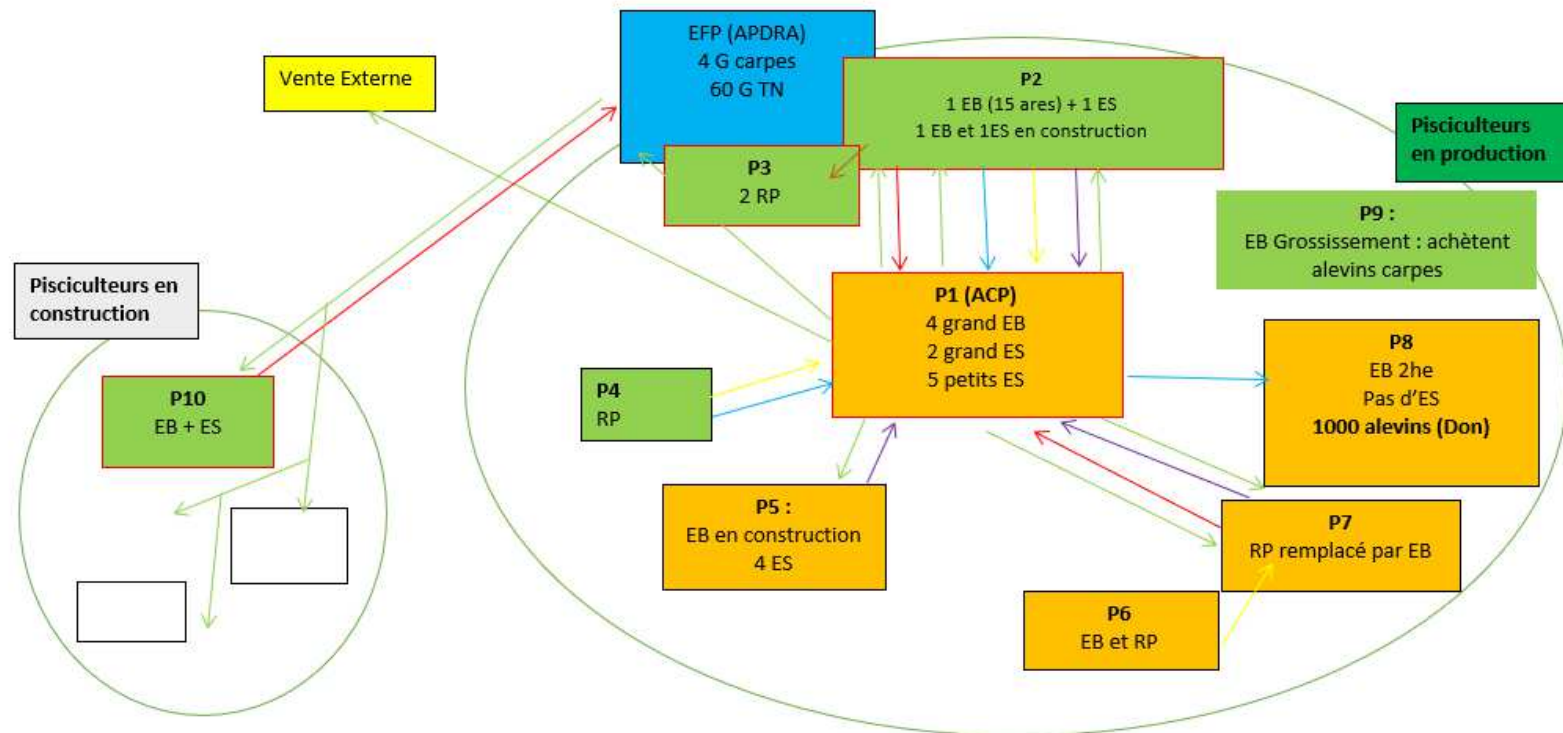 EFP (APDRA)
4 G carpes
60 G TN
Vente Externe
P2
1 EB (15 ares) + 1 ES
1 EB et 1ES en construction
Pisciculteurs
en production
P3
2 RP
P9 :
EB Grossissement : achètent
alevins carpes
Pisciculteurs en
construction
P1 (ACP)
4 grand EB
2 grand ES
5 petits ES
P8
EB 2he
Pas d'ES
1000 alevins (Don)
P4
RP
P10
EB + ES
P5 :
EB en construction
4 ES
P7
RP remplacé par EB
P6
EB et RP